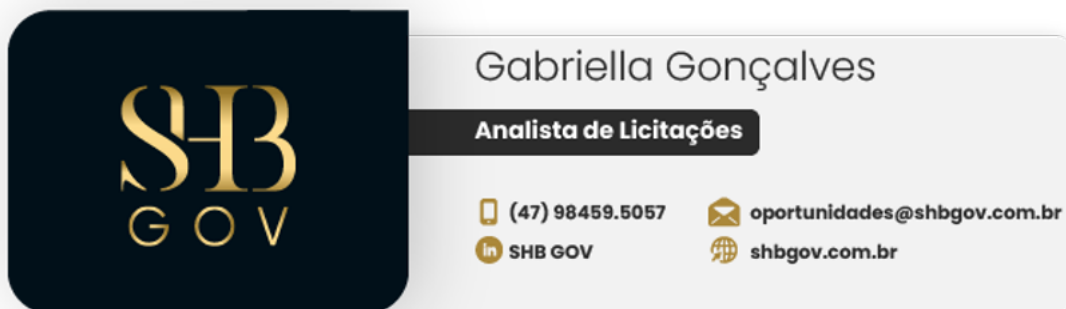 SHB
GOV
Gabriella Gonçalves
Analista de Licitações
(47) 98459.5057
oportunidades@shbgov.com.br
in SHB GOV
shbgov.com.br